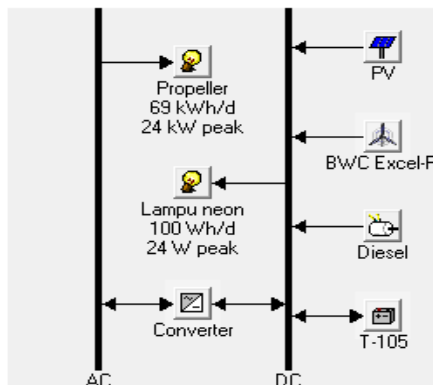 Propeller
69 kWh/d
24 kW peak
PV
BWC Excel-R
Lampu neon
100 Wh/d
24 W peak
Diesel
Converter
T-105
AC
DC